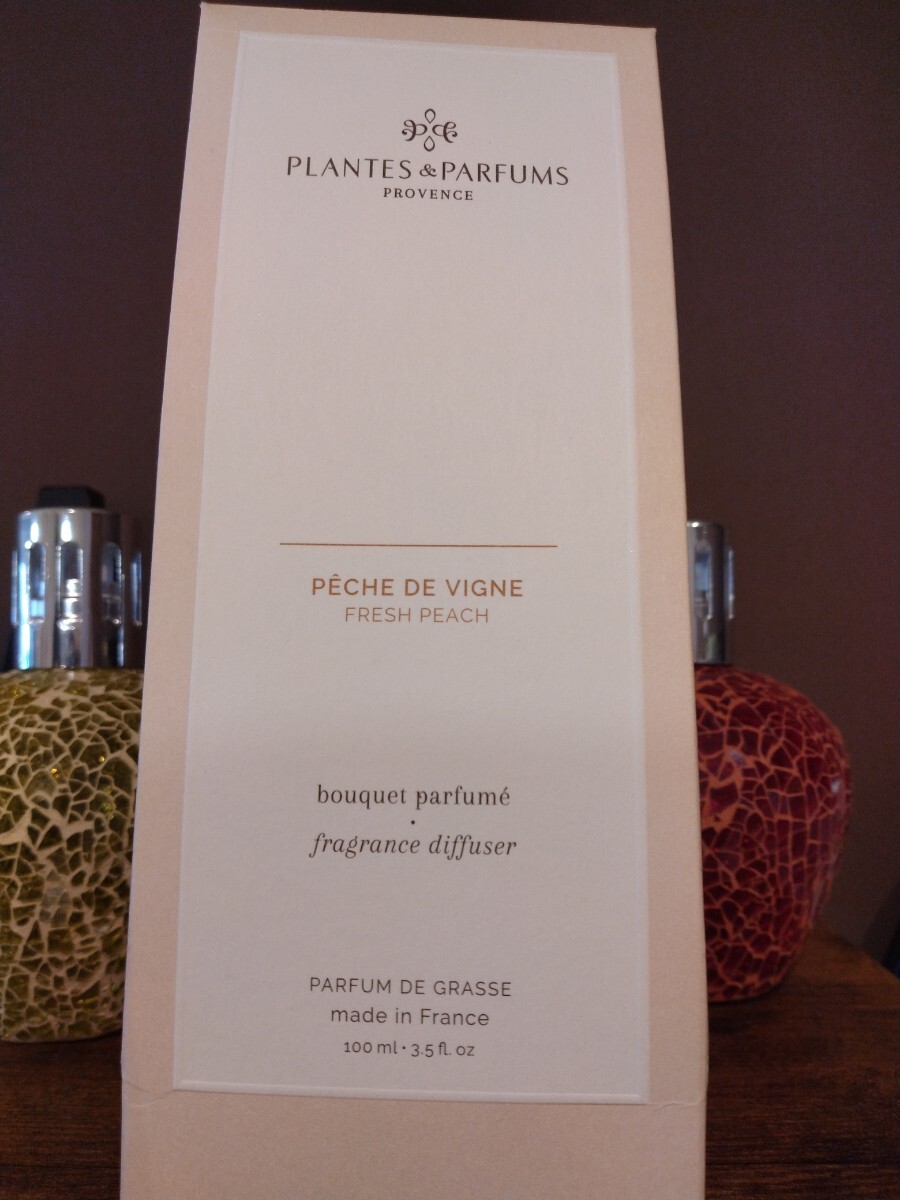 PLANTES & PARFUMS
PROVENCE
PÊCHE DE VIGNE
FRESH PEACH
bouquet parfumé
•
fragrance diffuser
PARFUM DE GRASSE
made in France
100 ml • 3.5 fl. oz